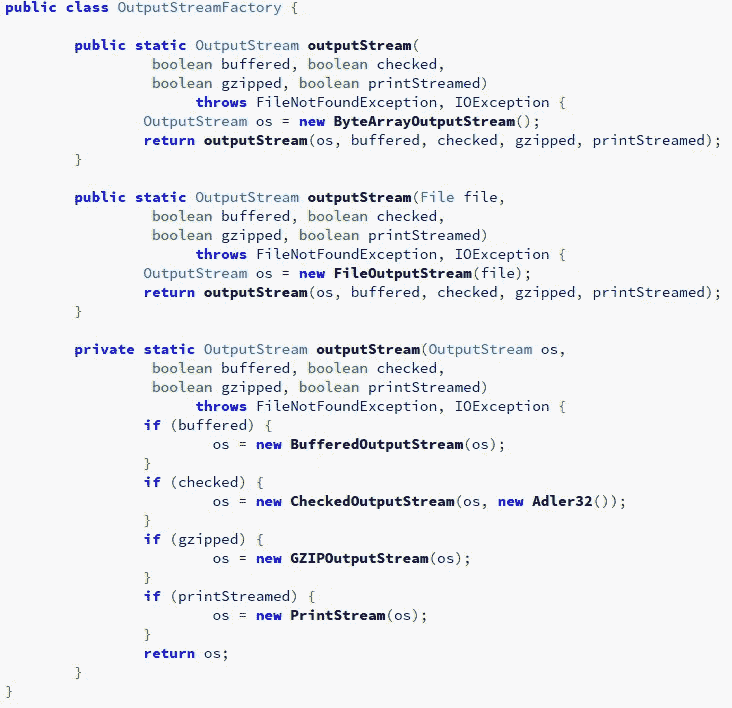 public class OutputStreamFactory {
public static OutputStream outputStream(
boolean buffered, boolean checked,
boolean gzipped, boolean printStreamed)
throws FileNotFoundException, IOException {
OutputStream os = new ByteArrayOutputStream();
return outputStream(os, buffered, checked, gzipped, printStreamed);
}
public static OutputStream outputStream(File file,
boolean buffered, boolean checked,
boolean gzipped, boolean printStreamed)
throws FileNotFoundException, IOException {
OutputStream os = new FileOutputStream(file);
return outputStream(os, buffered, checked, gzipped, printStreamed);
}
private static OutputStream outputStream(OutputStream os,
boolean buffered, boolean checked,
boolean gzipped, boolean printStreamed)
throws FileNotFoundException, IOException {
if (buffered) {
os = new BufferedOutputStream(os);
}
if (checked) {
os = new CheckedOutputStream(os, new Adler32());
}
if (gzipped) {
os = new GZIPOutputStream(os);
}
if (printStreamed) {
os = new PrintStream(os);
}
return os;
}
}